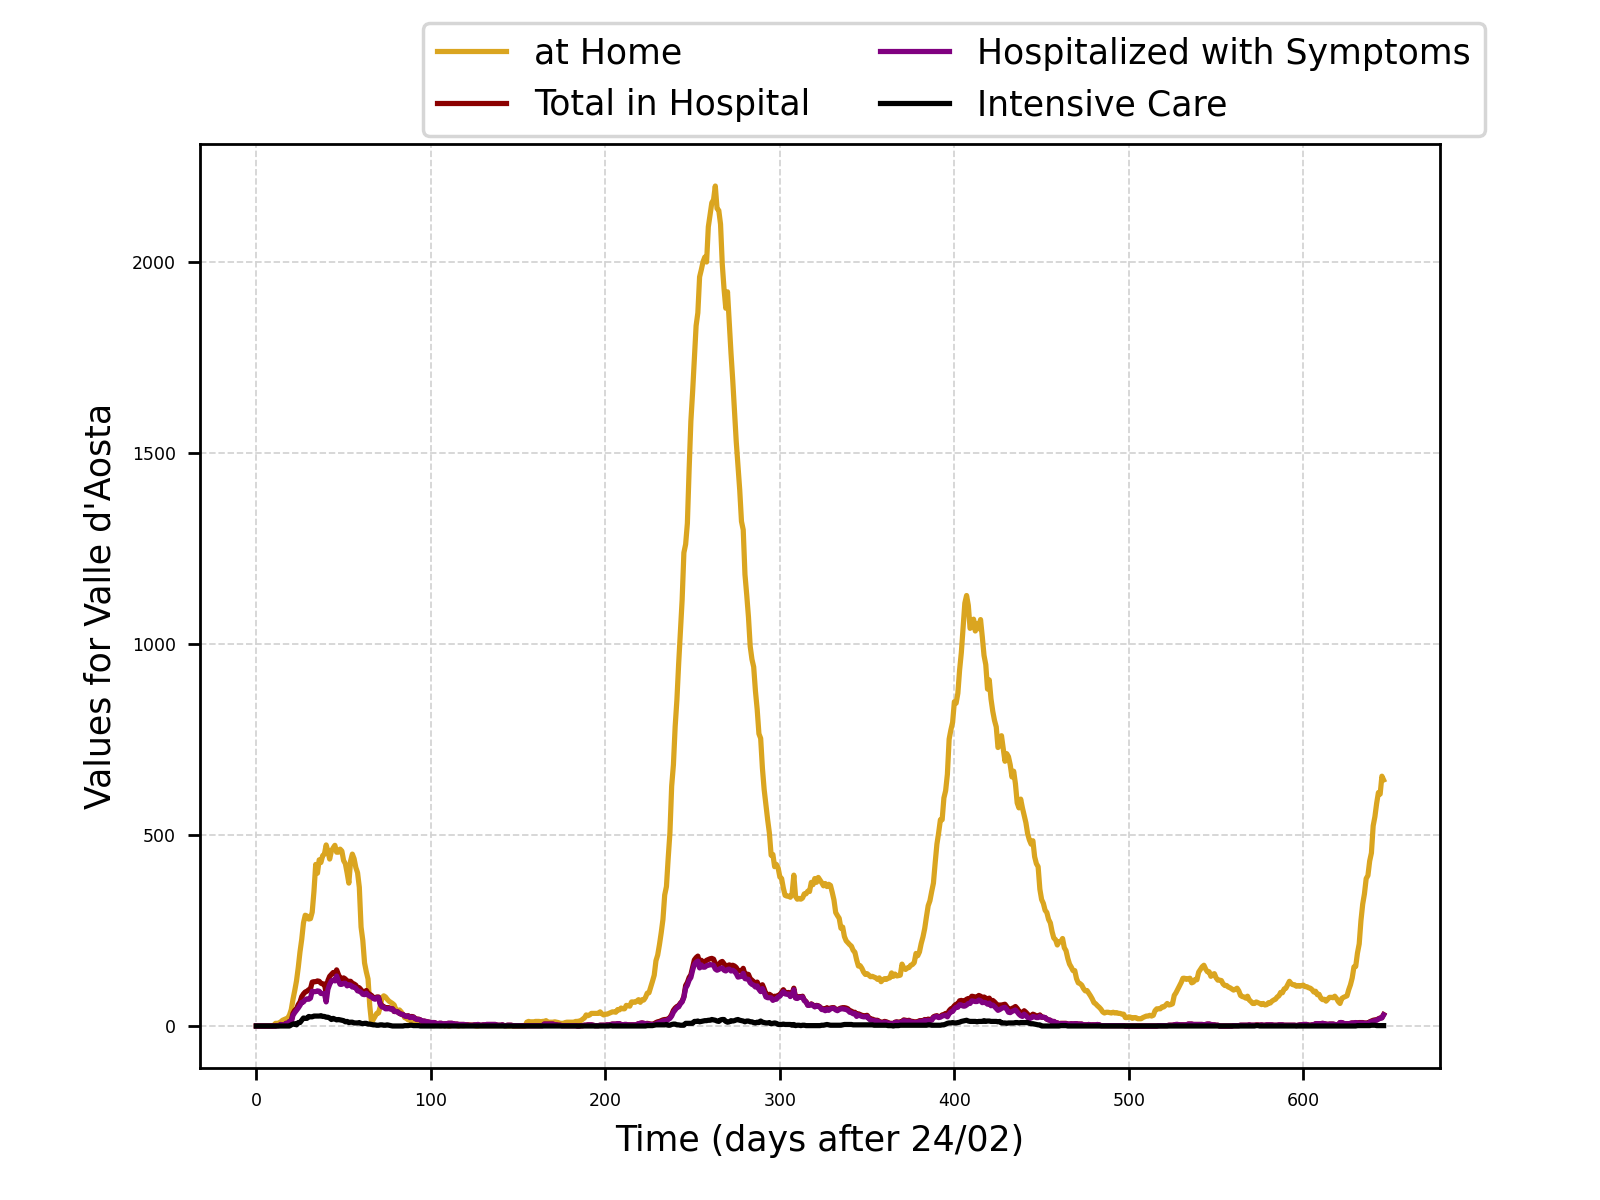 at Home
Total in Hospital
Hospitalized with Symptoms
Intensive Care
Values for Valle d'Aosta
2000
1500
1000
500
0
0 100 200 300 400 500 600
Time (days after 24/02)